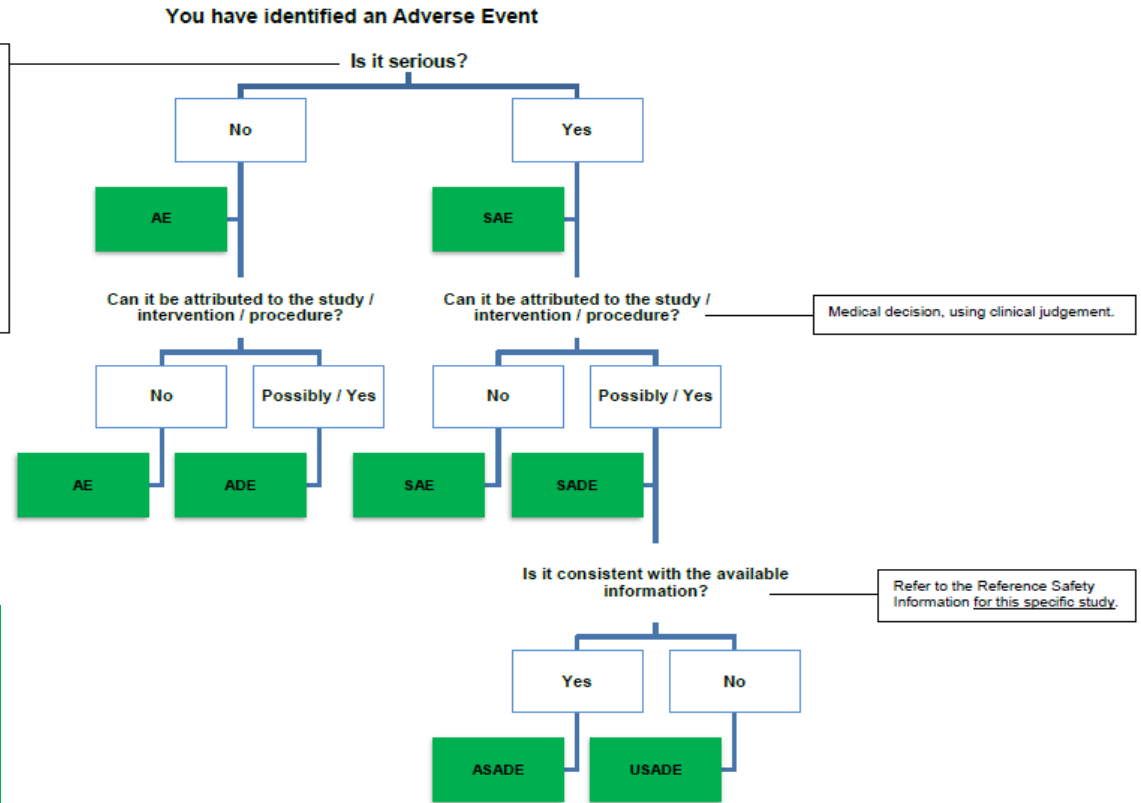 You have identified an Adverse Event
Is it serious?
No
Yes
AE
SAE
Can it be attributed to the study /
intervention / procedure?
Can it be attributed to the study /
intervention / procedure?
Medical decision, using clinical judgement.
No
Possibly / Yes
No
Possibly / Yes
AE
ADE
SAE
SADE
Is it consistent with the available
information?
Refer to the Reference Safety
Information for this specific study.
Yes
No
ASADE
USADE